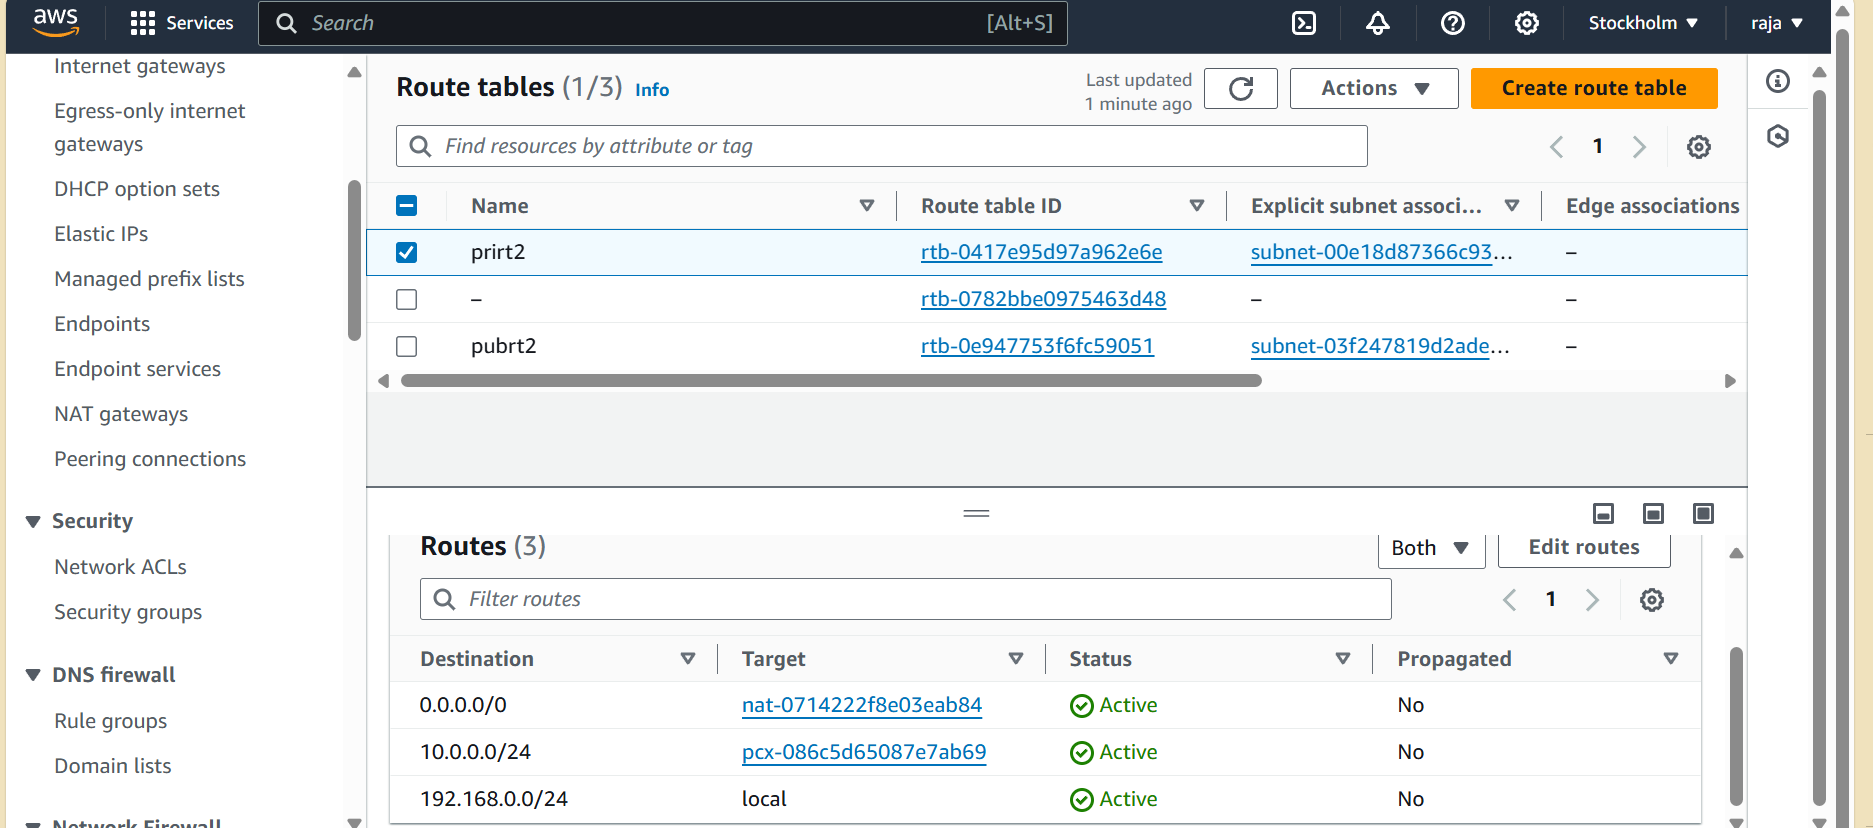 aws
Services
Search
[Alt+S]
Stockholm
raja
Internet gateways
Egress-only internet
gateways
DHCP option sets
Elastic IPs
Managed prefix lists
Endpoints
Endpoint services
NAT gateways
Peering connections
Security
Network ACLs
Security groups
DNS firewall
Rule groups
Domain lists
Network Firewall
Route tables (1/3) Info
Last updated
1 minute ago
Actions
Create route table
Find resources by attribute or tag
1
Name Route table ID Explicit subnet associ... Edge associations
prirt2 rtb-0417e95d97a962e6e subnet-00e18d87366c93... –
– rtb-0782bbe0975463d48 – –
pubrt2 rtb-0e947753f6fc59051 subnet-03f247819d2ade... –
Routes (3)
Both
Edit routes
Filter routes
1
Destination Target Status Propagated
0.0.0.0/0 nat-0714222f8e03eab84 Active No
10.0.0.0/24 pcx-086c5d65087e7ab69 Active No
192.168.0.0/24 local Active No